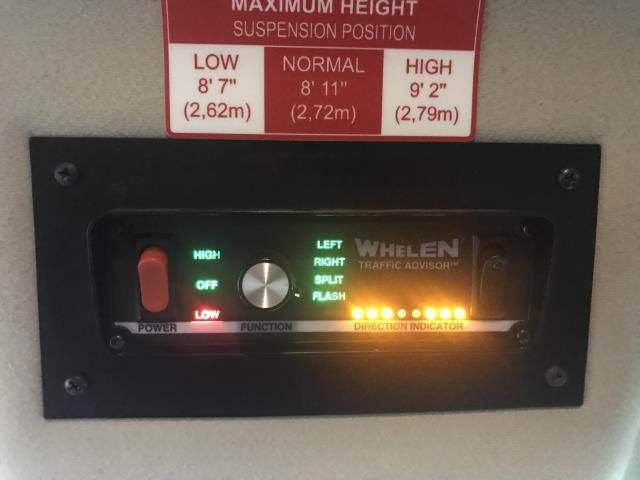 MAXIMUM HEIGHT
SUSPENSION POSITION
LOW NORMAL HIGH
8' 7" 8' 11" 9' 2"
(2,62m) (2,72m) (2,79m)
HIGH
OFF
LOW
POWER
FUNCTION
LEFT
RIGHT
SPLIT
FLASH
WHELEN
TRAFFIC ADVISOR™
DIRECTION INDICATOR